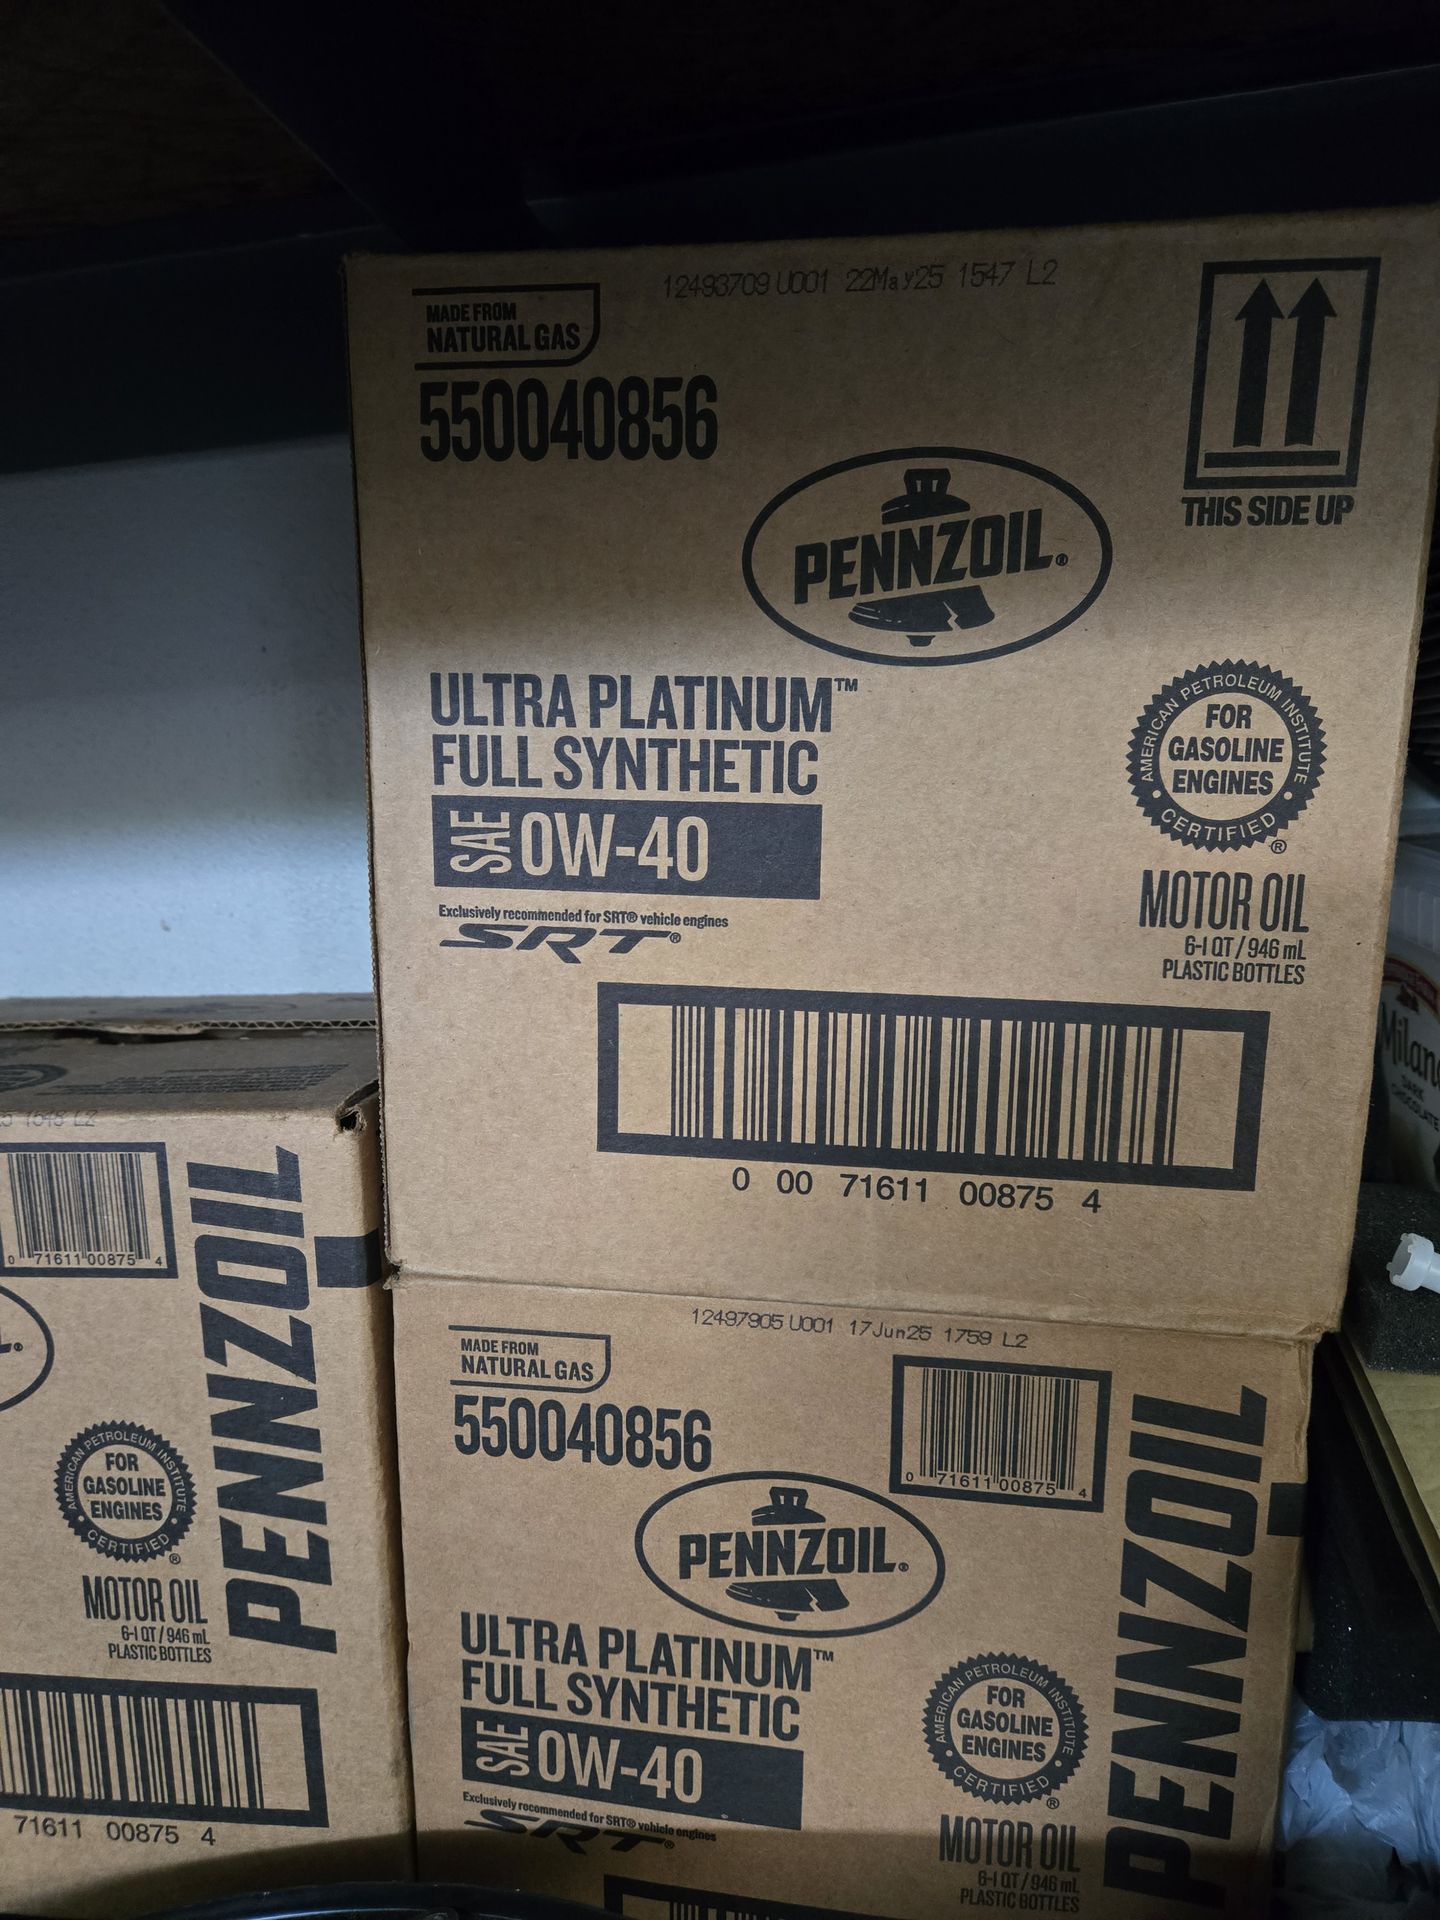 12493709 U001 22May25 1547 L2
MADE FROM
NATURAL GAS
550040856
THIS SIDE UP
PENNZOIL®
ULTRA PLATINUM™
FULL SYNTHETIC
SAE 0W-40
Exclusively recommended for SRT® vehicle engines
SRT®
AMERICAN PETROLEUM INSTITUTE
FOR
GASOLINE
ENGINES
CERTIFIED®
MOTOR OIL
6-1 QT / 946 mL
PLASTIC BOTTLES
0 00 71611 00875 4
Milano
DARK
CHOCOLATE
1548 L2
0 71611 00875 4
PENNZOIL
AMERICAN PETROLEUM INSTITUTE
FOR
GASOLINE
ENGINES
CERTIFIED®
MOTOR OIL
6-1 QT / 946 mL
PLASTIC BOTTLES
71611 00875 4
12497905 U001 17Jun25 1759 L2
MADE FROM
NATURAL GAS
550040856
0 71611 00875 4
PENNZOIL®
PENNZOIL
ULTRA PLATINUM™
FULL SYNTHETIC
SAE 0W-40
Exclusively recommended for SRT® vehicle engines
SRT®
AMERICAN PETROLEUM INSTITUTE
FOR
GASOLINE
ENGINES
CERTIFIED®
MOTOR OIL
6-1 QT / 946 mL
PLASTIC BOTTLES